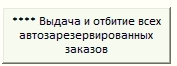 **** Выдача и отбитие всех
автозарезервированных
заказов